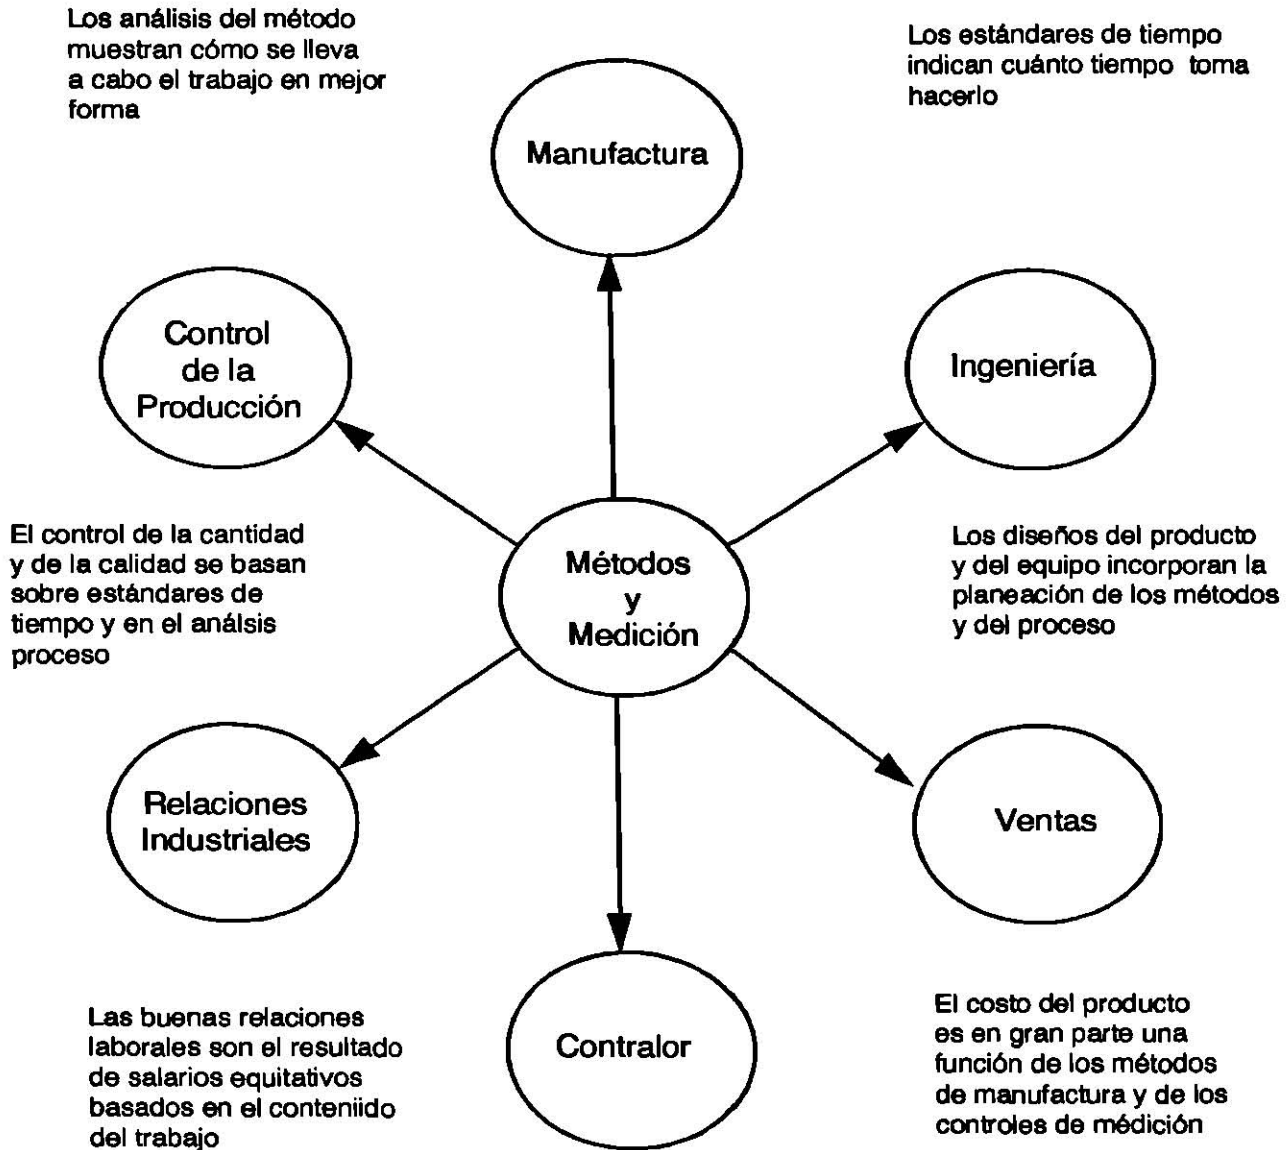 Los análisis del método
muestran cómo se lleva
a cabo el trabajo en mejor
forma
Los estándares de tiempo
indican cuánto tiempo toma
hacerlo
Manufactura
Control
de la
Producción
Ingeniería
El control de la cantidad
y de la calidad se basan
sobre estándares de
tiempo y en el análsis
proceso
Métodos
y
Medición
Los diseños del producto
y del equipo incorporan la
planeación de los métodos
y del proceso
Relaciones
Industriales
Ventas
Las buenas relaciones
laborales son el resultado
de salarios equitativos
basados en el conteniido
del trabajo
Contralor
El costo del producto
es en gran parte una
función de los métodos
de manufactura y de los
controles de médición